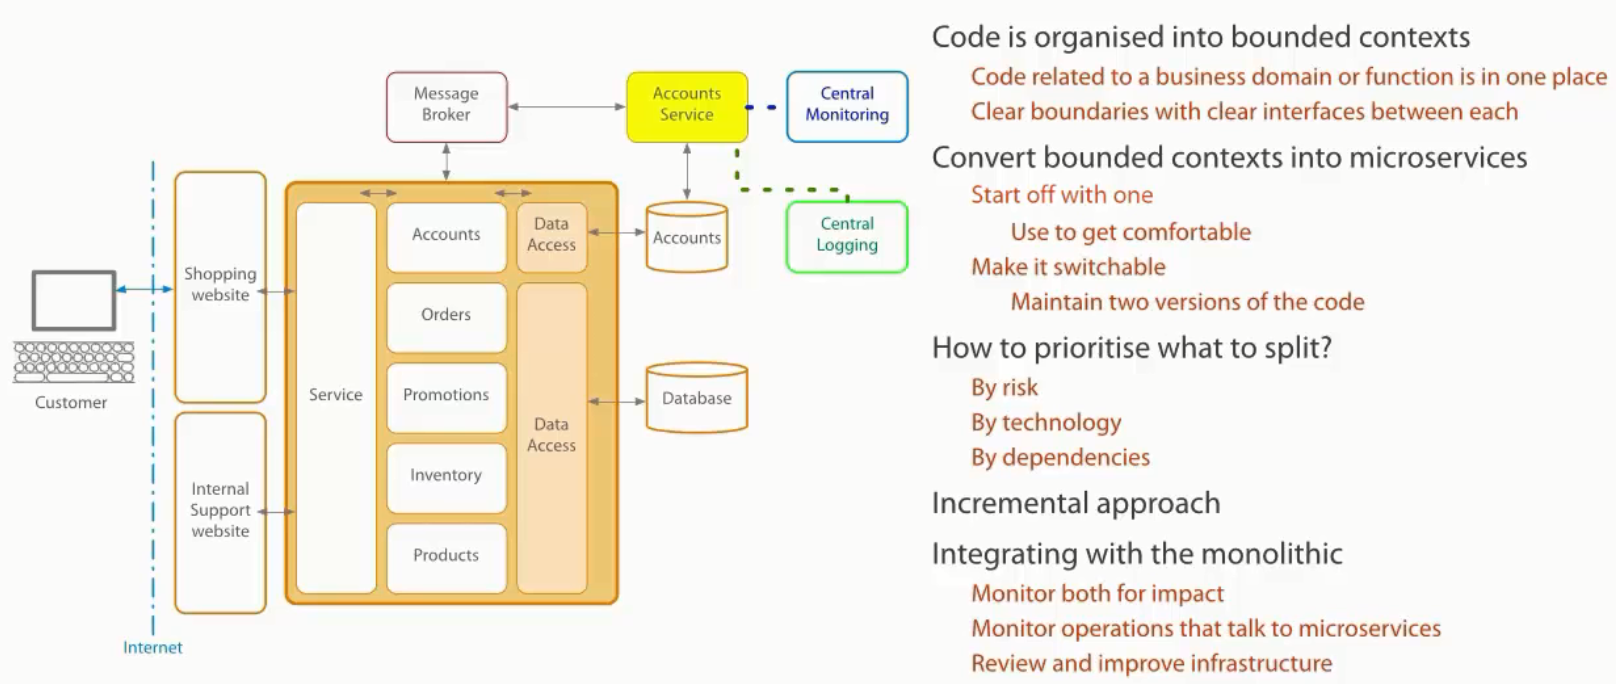 Message
Broker
Accounts
Service
Central
Monitoring
Shopping
website
Accounts
Data
Access
Accounts
Central
Logging
Orders
Service
Promotions
Data
Access
Database
Customer
Inventory
Internal
Support
website
Products
Internet
Code is organised into bounded contexts
Code related to a business domain or function is in one place
Clear boundaries with clear interfaces between each
Convert bounded contexts into microservices
Start off with one
Use to get comfortable
Make it switchable
Maintain two versions of the code
How to prioritise what to split?
By risk
By technology
By dependencies
Incremental approach
Integrating with the monolithic
Monitor both for impact
Monitor operations that talk to microservices
Review and improve infrastructure